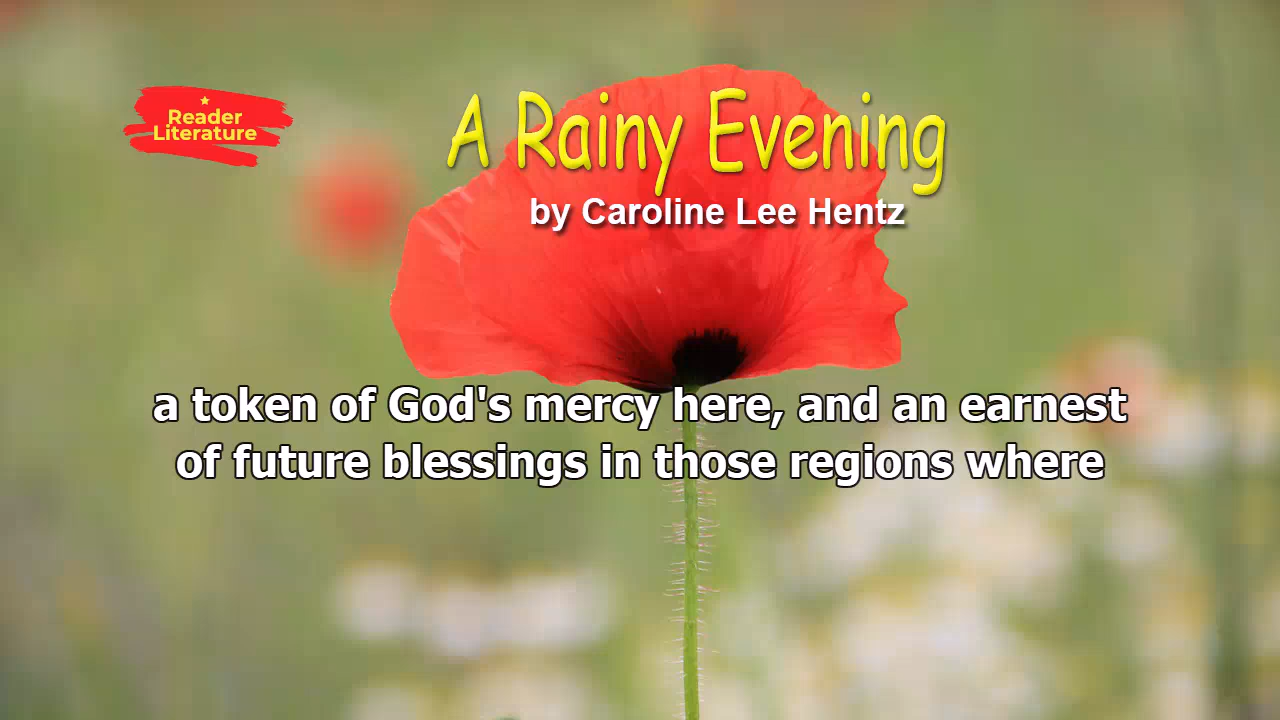 Reader
Literature
A Rainy Evening
by Caroline Lee Hentz
a token of God's mercy here, and an earnest
of future blessings in those regions where